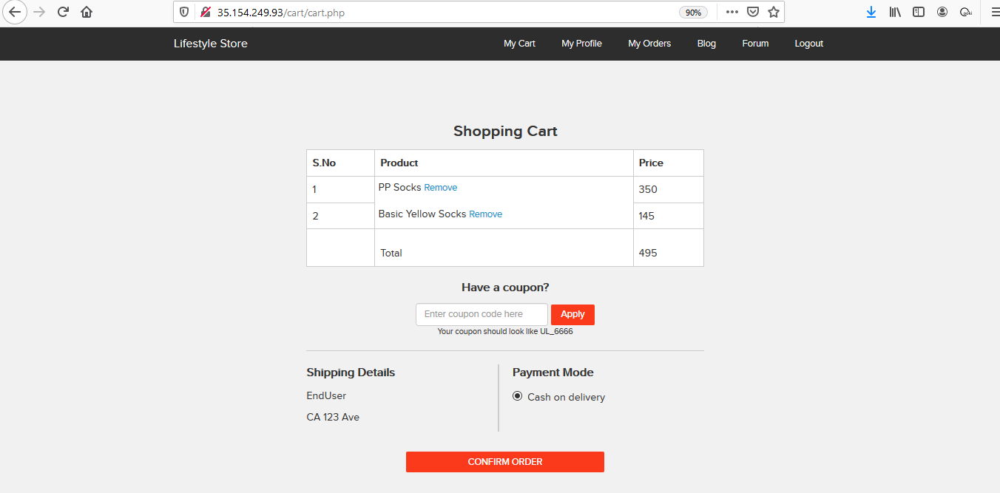 35.154.249.93/cart/cart.php 90%
Lifestyle Store My Cart My Profile My Orders Blog Forum Logout
Shopping Cart
S.No Product Price
1 PP Socks Remove 350
2 Basic Yellow Socks Remove 145
Total 495
Have a coupon?
Enter coupon code here Apply
Your coupon should look like UL_6666
Shipping Details Payment Mode
EndUser Cash on delivery
CA 123 Ave
CONFIRM ORDER